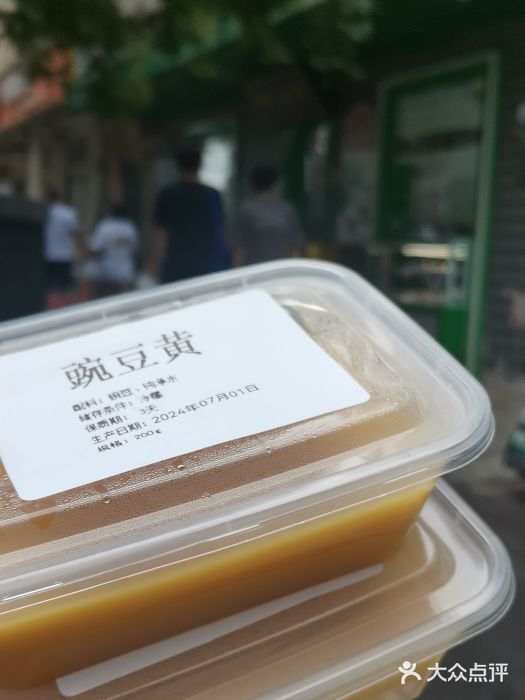 豌豆黄
配料：豌豆、纯净水
储存条件：冷藏
保质期：3天
生产日期：2024年07月01日
规格：200g
大众点评